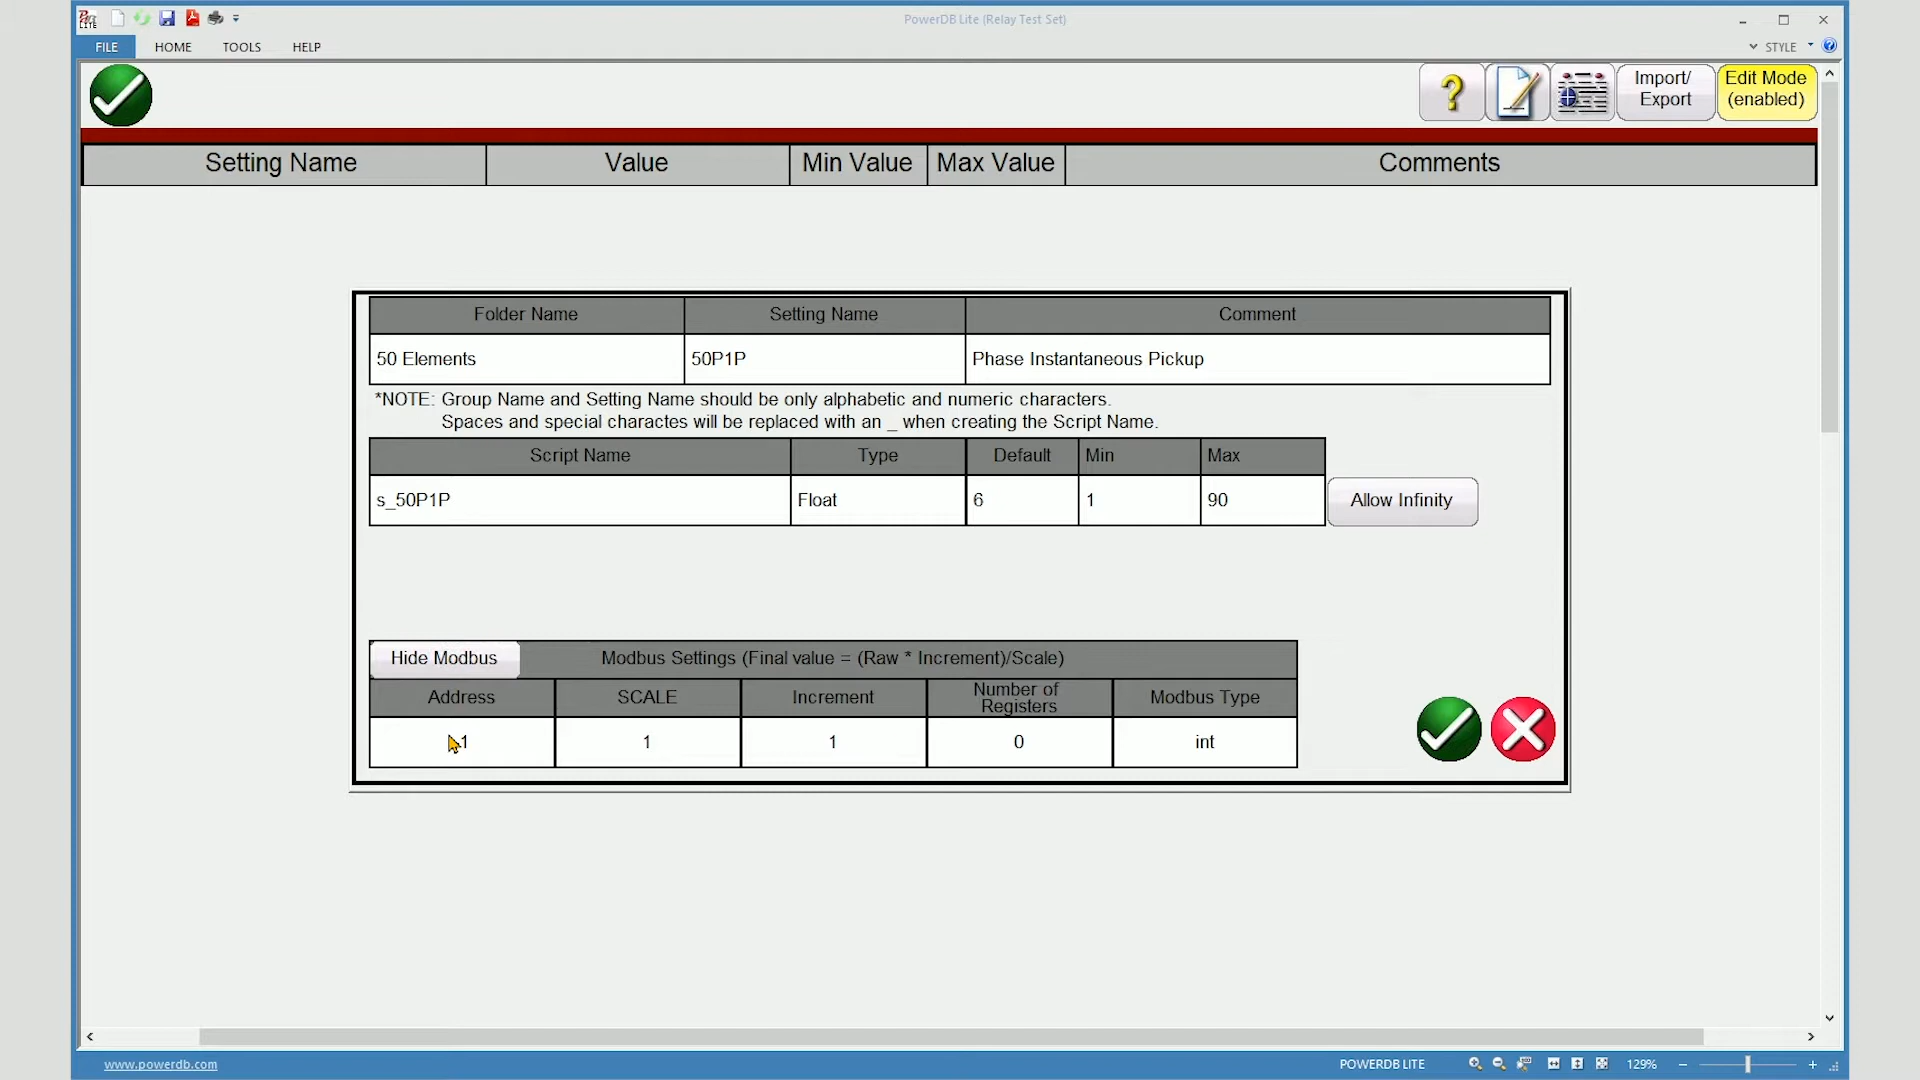 PowerDB Lite (Relay Test Set)
FILE HOME TOOLS HELP STYLE
Import/
Export
Edit Mode
(enabled)
Setting Name Value Min Value Max Value Comments
Folder Name Setting Name Comment
50 Elements 50P1P Phase Instantaneous Pickup
*NOTE: Group Name and Setting Name should be only alphabetic and numeric characters.
Spaces and special charactes will be replaced with an _ when creating the Script Name.
Script Name Type Default Min Max
s_50P1P Float 6 1 90 Allow Infinity
Hide Modbus Modbus Settings (Final value = (Raw * Increment)/Scale)
Address SCALE Increment Number of
Registers Modbus Type
1 1 1 0 int
www.powerdb.com POWERDB LITE 129%